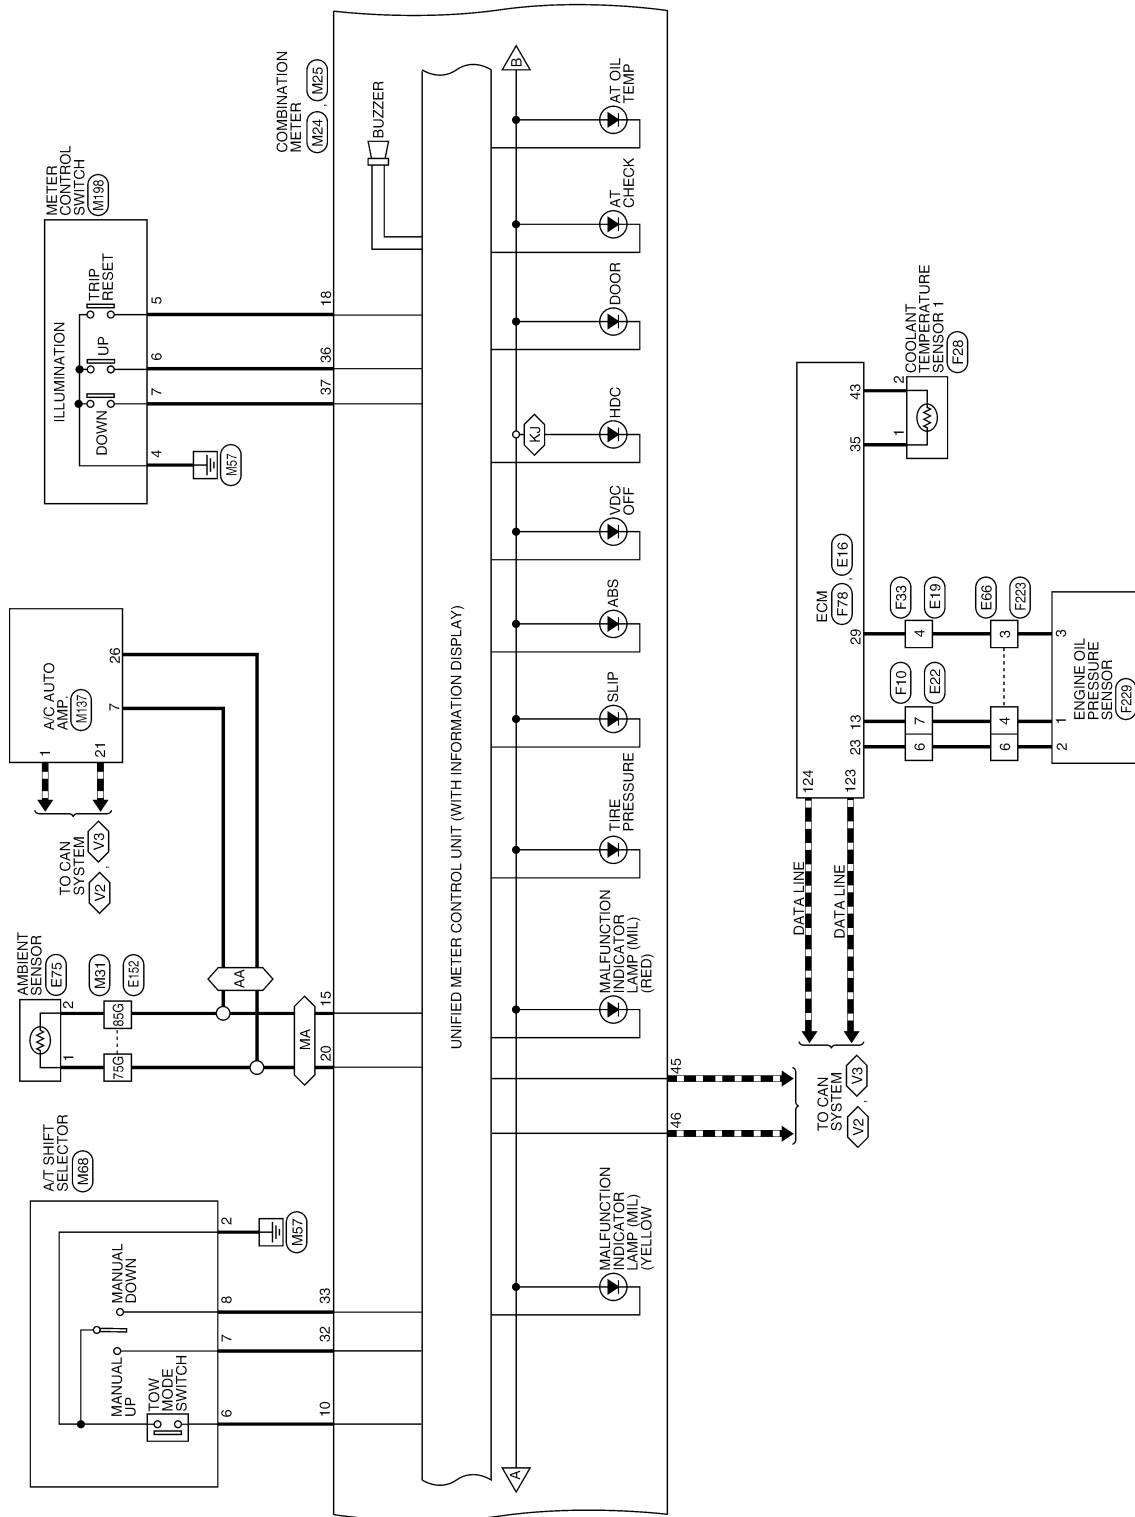 A/T SHIFT
SELECTOR
M68
MANUAL
UP
MANUAL
DOWN
TOW
MODE
SWITCH
6
7
8
2
M57
10
32
33
AMBIENT
SENSOR
E75
1
2
75G
85G
M31
E152
AA
MA
20
15
TO CAN
SYSTEM
V2 , V3
1
21
A/C AUTO
AMP.
M137
7
26
METER
CONTROL
SWITCH
M198
ILLUMINATION
DOWN
UP
TRIP
RESET
4
7
6
5
M57
37
36
18
COMBINATION
METER
M24 , M25
BUZZER
UNIFIED METER CONTROL UNIT (WITH INFORMATION DISPLAY)
A
B
MALFUNCTION
INDICATOR
LAMP (MIL)
(YELLOW
MALFUNCTION
INDICATOR
LAMP (MIL)
(RED)
TIRE
PRESSURE
SLIP
ABS
VDC
OFF
KJ
HDC
DOOR
AT
CHECK
AT OIL
TEMP
46
45
TO CAN
SYSTEM
V2 , V3
DATA LINE
DATA LINE
124
123
ECM
F78 , E16
23
13
29
35
43
6
7
F10
E22
4
F33
E19
6
4
3
E66
F223
2
1
3
ENGINE OIL
PRESSURE
SENSOR
F229
1
2
COOLANT
TEMPERATURE
SENSOR 1
F28